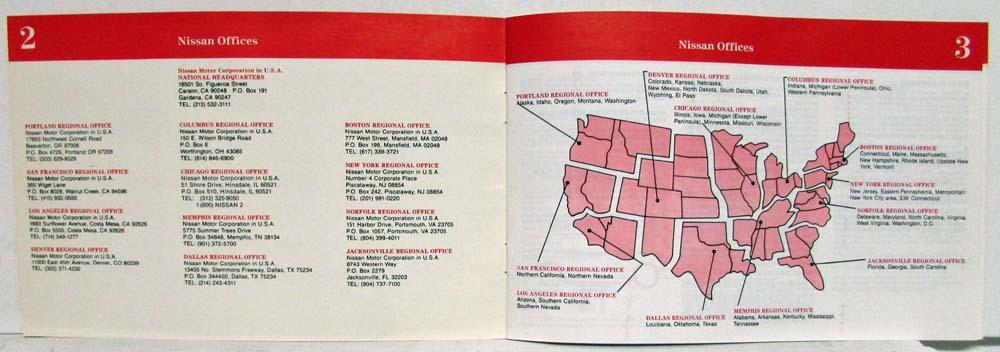 2
Nissan Offices
Nissan Motor Corporation in U.S.A.
NATIONAL HEADQUARTERS
18501 So. Figueroa Street
Carson, CA 90248 P.O. Box 191
Gardena, CA 90247
TEL: (213) 532-3111
PORTLAND REGIONAL OFFICE
Nissan Motor Corporation in U.S.A.
17893 Northwest Cornell Road
Beaverton, OR 97006
P.O. Box 4729, Portland OR 97208
TEL: (503) 629-9029
SAN FRANCISCO REGIONAL OFFICE
Nissan Motor Corporation in U.S.A.
355 Wiget Lane
P.O. Box 8028, Walnut Creek, CA 94596
TEL: (415) 932-0550
LOS ANGELES REGIONAL OFFICE
Nissan Motor Corporation in U.S.A.
1683 Sunflower Avenue, Costa Mesa, CA 92626
P.O. Box 5555, Costa Mesa, CA 92626
TEL: (714) 549-1277
DENVER REGIONAL OFFICE
Nissan Motor Corporation in U.S.A.
11000 East 45th Avenue, Denver, CO 80239
TEL: (303) 371-4230
COLUMBUS REGIONAL OFFICE
Nissan Motor Corporation in U.S.A.
150 E. Wilson Bridge Road
P.O. Box 6
Worthington, OH 43085
TEL: (614) 846-6900
CHICAGO REGIONAL OFFICE
Nissan Motor Corporation in U.S.A.
51 Shore Drive, Hinsdale, IL 60521
P.O. Box 510, Hinsdale, IL 60521
TEL: (312) 325-9050
1 (800) NISSAN 2
MEMPHIS REGIONAL OFFICE
Nissan Motor Corporation in U.S.A.
5775 Summer Trees Drive
P.O. Box 34848, Memphis, TN 38134
TEL: (901) 372-5700
DALLAS REGIONAL OFFICE
Nissan Motor Corporation in U.S.A.
13405 No. Stemmons Freeway, Dallas, TX 75234
P.O. Box 344450, Dallas, TX 75234
TEL: (214) 243-4311
BOSTON REGIONAL OFFICE
Nissan Motor Corporation in U.S.A.
777 West Street, Mansfield, MA 02048
P.O. Box 198, Mansfield, MA 02048
TEL: (617) 339-3721
NEW YORK REGIONAL OFFICE
Nissan Motor Corporation in U.S.A.
Number 4 Corporate Place
Piscataway, NJ 08854
P.O. Box 242, Piscataway, NJ 08854
TEL: (201) 981-0220
NORFOLK REGIONAL OFFICE
Nissan Motor Corporation in U.S.A.
151 Harbor Drive, Portsmouth, VA 23705
P.O. Box 1057, Portsmouth, VA 23705
TEL: (804) 399-4011
JACKSONVILLE REGIONAL OFFICE
Nissan Motor Corporation in U.S.A.
8743 Western Way
P.O. Box 2279
Jacksonville, FL 32203
TEL: (904) 737-7100
Nissan Offices
3
PORTLAND REGIONAL OFFICE
Alaska, Idaho, Oregon, Montana, Washington
DENVER REGIONAL OFFICE
Colorado, Kansas, Nebraska,
New Mexico, North Dakota, South Dakota, Utah,
Wyoming, El Paso
CHICAGO REGIONAL OFFICE
Illinois, Iowa, Michigan (Except Lower
Peninsula), Minnesota, Missouri, Wisconsin
COLUMBUS REGIONAL OFFICE
Indiana, Michigan (Lower Peninsula), Ohio,
Western Pennsylvania
BOSTON REGIONAL OFFICE
Connecticut, Maine, Massachusetts,
New Hampshire, Rhode Island, Upstate New
York, Vermont
NEW YORK REGIONAL OFFICE
New Jersey, Eastern Pennsylvania, Metropolitan
New York City area, SW Connecticut
NORFOLK REGIONAL OFFICE
Delaware, Maryland, North Carolina, Virginia,
West Virginia, Washington, D.C.
JACKSONVILLE REGIONAL OFFICE
Florida, Georgia, South Carolina
SAN FRANCISCO REGIONAL OFFICE
Northern California, Northern Nevada
LOS ANGELES REGIONAL OFFICE
Arizona, Southern California,
Southern Nevada
DALLAS REGIONAL OFFICE
Louisiana, Oklahoma, Texas
MEMPHIS REGIONAL OFFICE
Alabama, Arkansas, Kentucky, Mississippi,
Tennessee